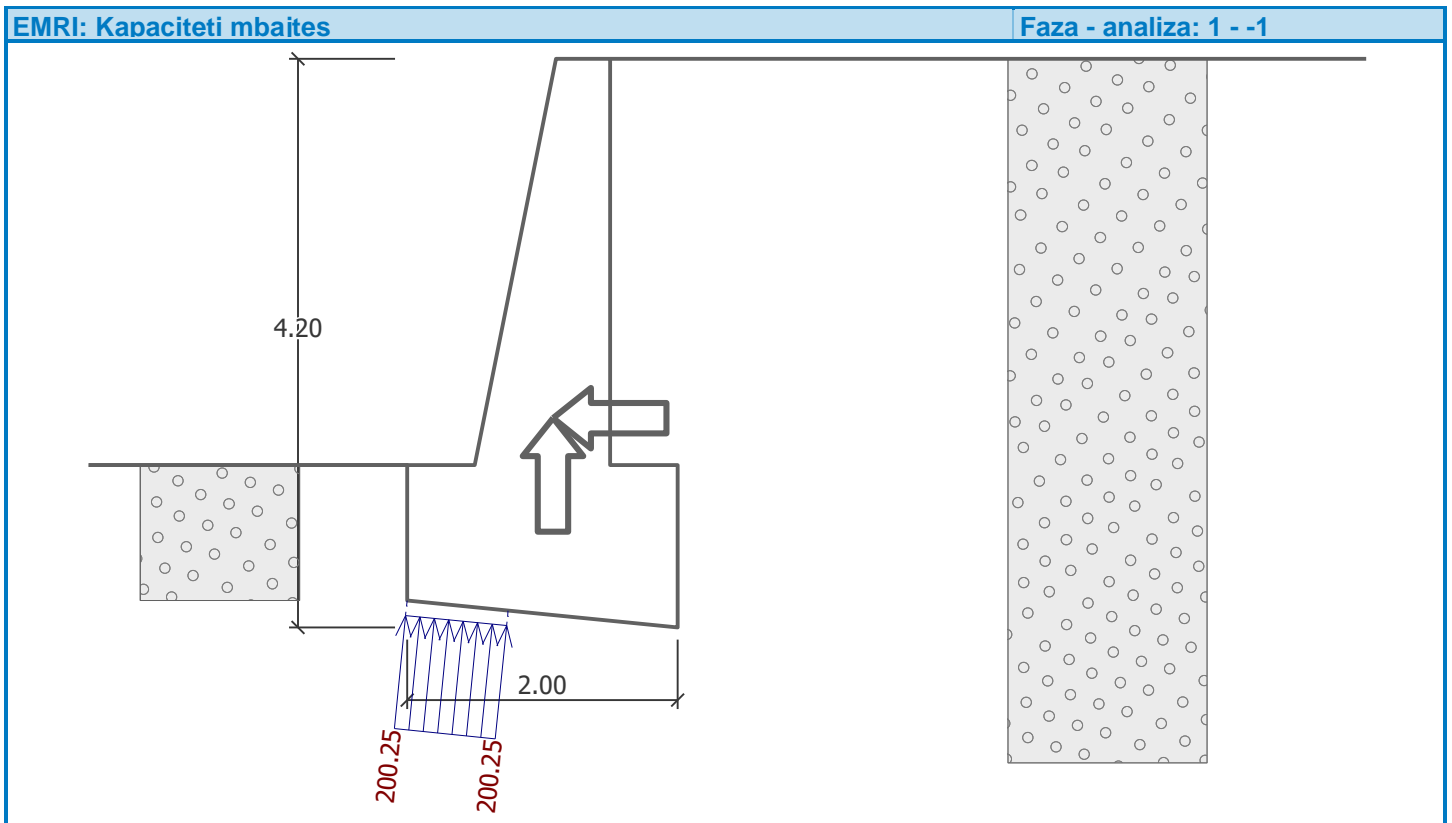 EMRI: Kapaciteti mbajtes
Faza - analiza: 1 - -1
4.20
2.00
200.25
200.25